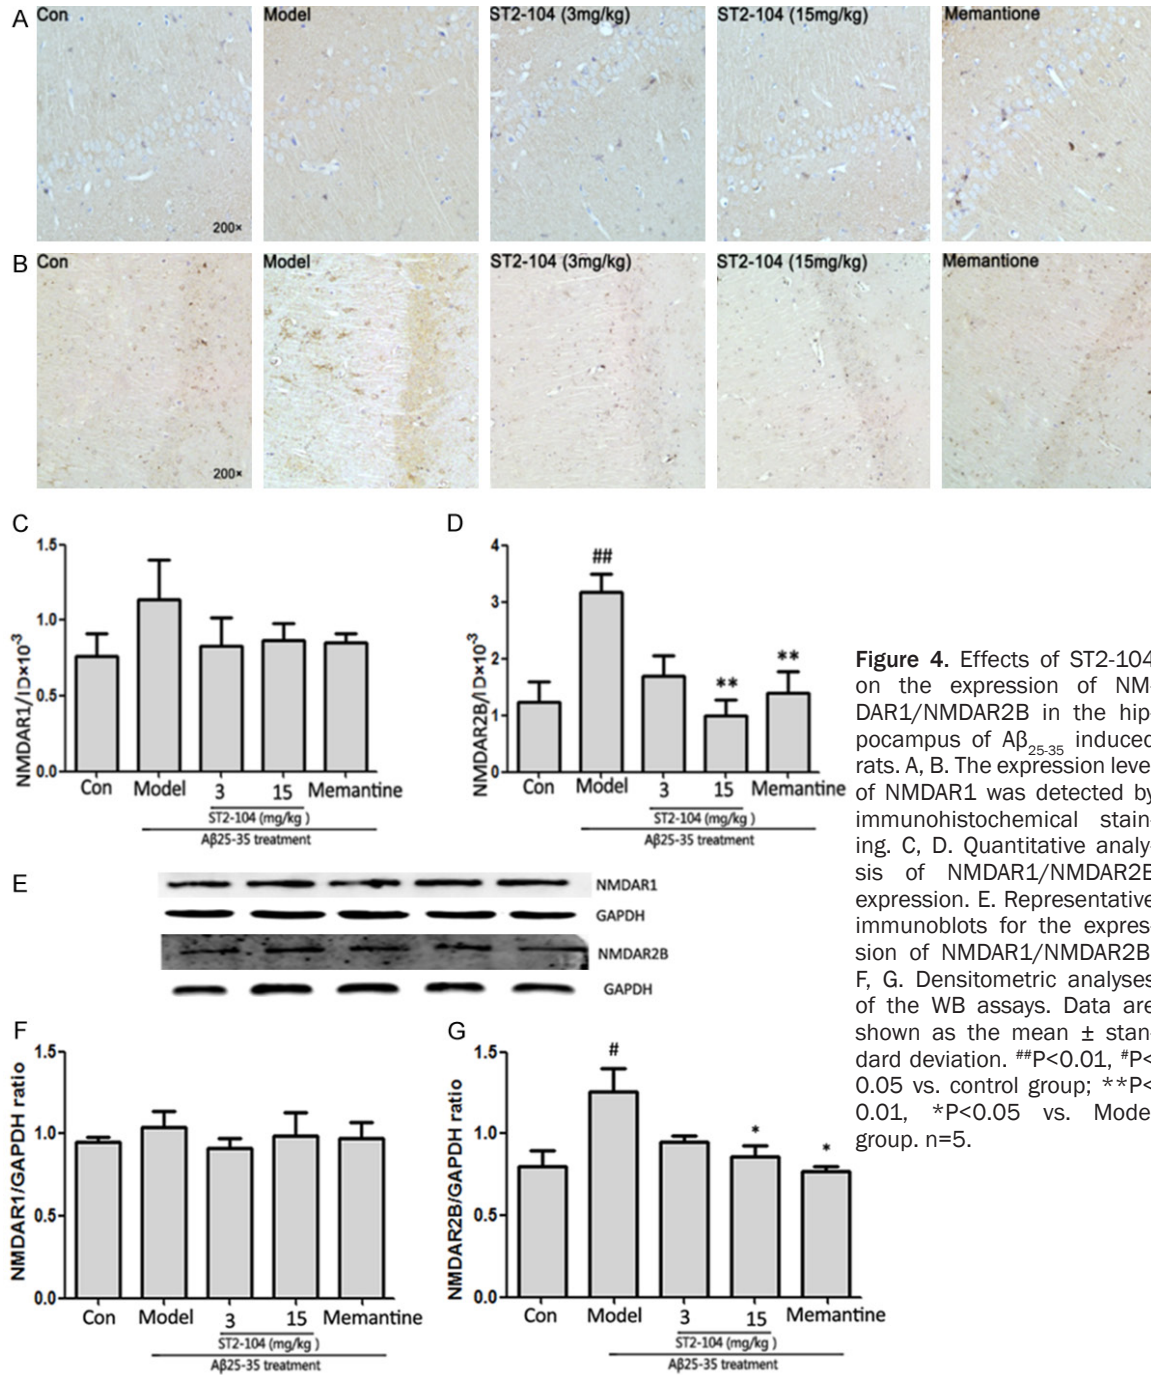 A
Con
Model
ST2-104 (3mg/kg)
ST2-104 (15mg/kg)
Memantione
200×
B
Con
Model
ST2-104 (3mg/kg)
ST2-104 (15mg/kg)
Memantione
200×
C
NMDAR1/ID×10⁻³
1.5
1.0
0.5
0.0
Con
Model
3
15
Memantine
ST2-104 (mg/kg )
Aβ25-35 treatment
D
NMDAR2B/ID×10⁻³
4
3
2
1
0
##
**
**
Con
Model
3
15
Memantine
ST2-104 (mg/kg )
Aβ25-35 treatment
E
NMDAR1
GAPDH
NMDAR2B
GAPDH
F
NMDAR1/GAPDH ratio
1.5
1.0
0.5
0.0
Con
Model
3
15
Memantine
ST2-104 (mg/kg )
Aβ25-35 treatment
G
NMDAR2B/GAPDH ratio
1.5
1.0
0.5
0.0
#
*
*
Con
Model
3
15
Memantine
ST2-104 (mg/kg )
Aβ25-35 treatment
Figure 4. Effects of ST2-104
on the expression of NM-
DAR1/NMDAR2B in the hip-
pocampus of Aβ₂₅₋₃₅ induced
rats. A, B. The expression level
of NMDAR1 was detected by
immunohistochemical stain-
ing. C, D. Quantitative analy-
sis of NMDAR1/NMDAR2B
expression. E. Representative
immunoblots for the expres-
sion of NMDAR1/NMDAR2B.
F, G. Densitometric analyses
of the WB assays. Data are
shown as the mean ± stan-
dard deviation. ##P<0.01, #P<
0.05 vs. control group; **P<
0.01, *P<0.05 vs. Model
group. n=5.